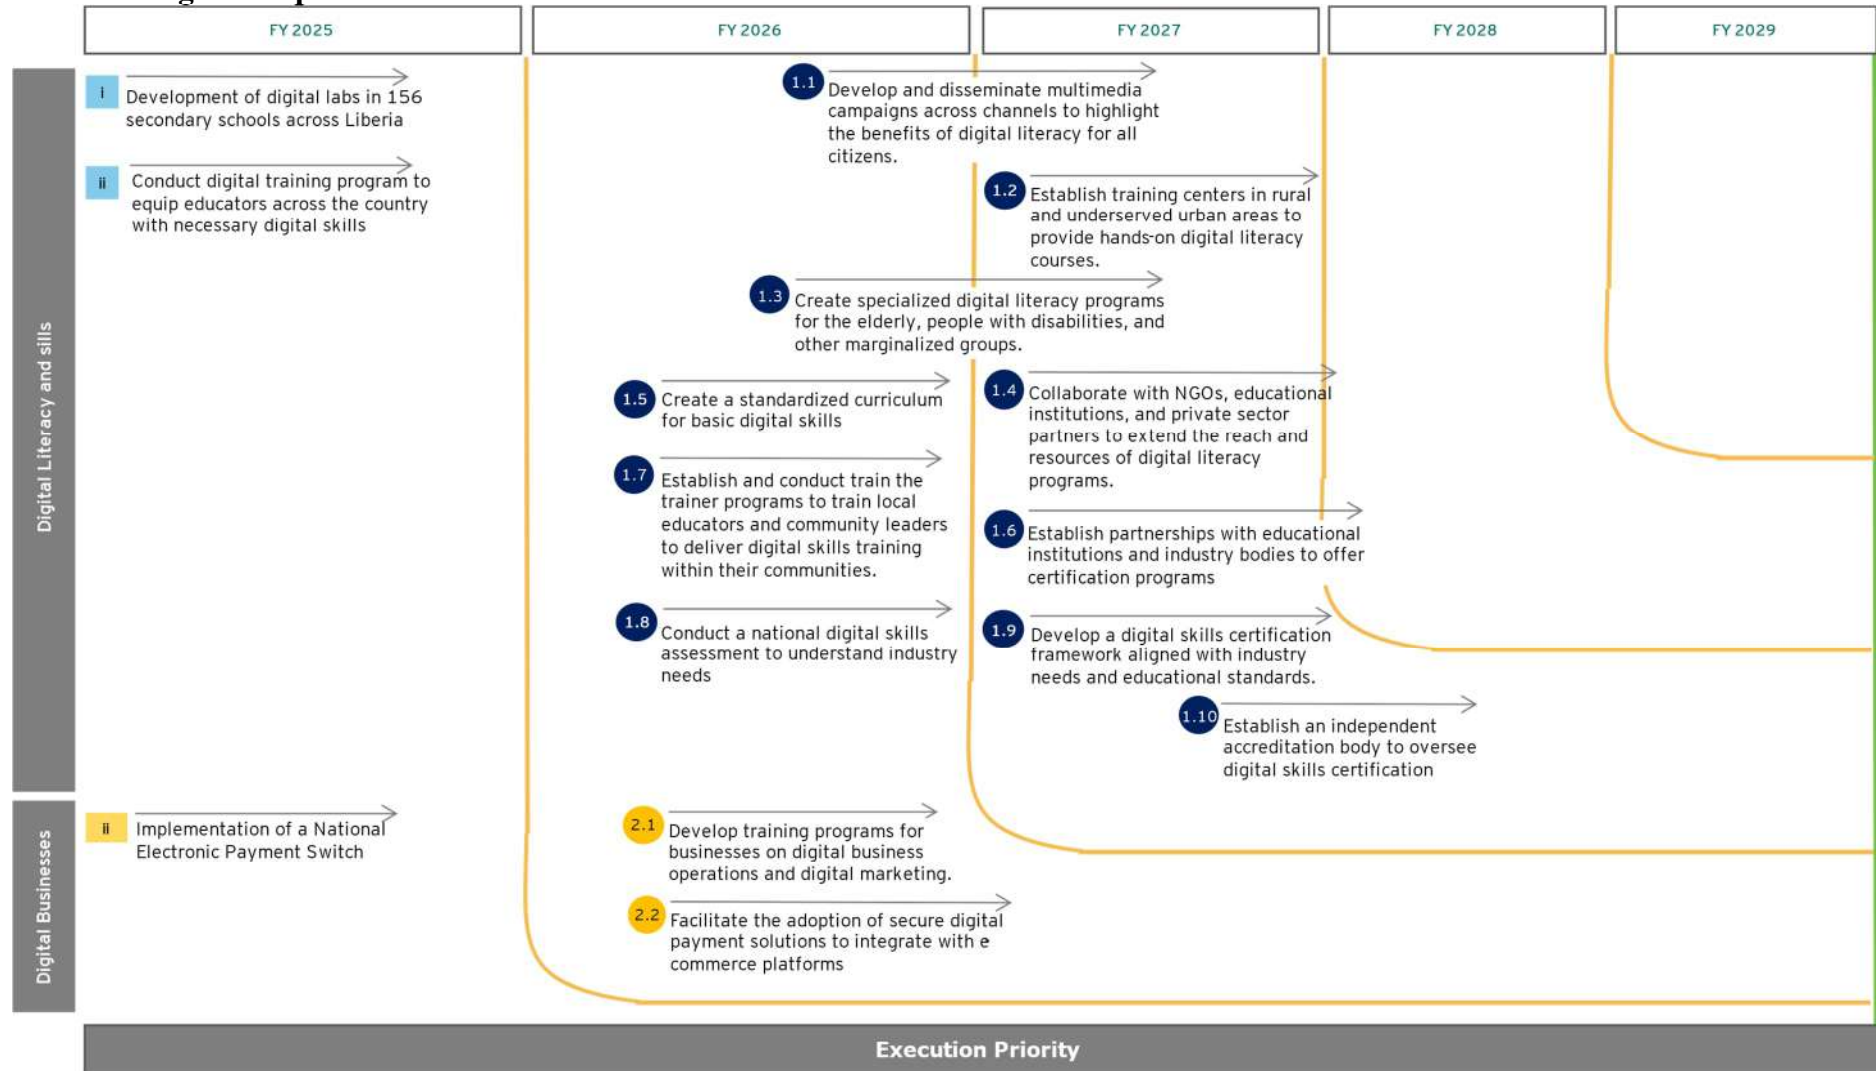 FY 2025
FY 2026
FY 2027
FY 2028
FY 2029
Digital Literacy and sills
i
Development of digital labs in 156
secondary schools across Liberia
ii
Conduct digital training program to
equip educators across the country
with necessary digital skills
1.1
Develop and disseminate multimedia
campaigns across channels to highlight
the benefits of digital literacy for all
citizens.
1.2
Establish training centers in rural
and underserved urban areas to
provide hands-on digital literacy
courses.
1.3
Create specialized digital literacy programs
for the elderly, people with disabilities, and
other marginalized groups.
1.5
Create a standardized curriculum
for basic digital skills
1.4
Collaborate with NGOs, educational
institutions, and private sector
partners to extend the reach and
resources of digital literacy
programs.
1.7
Establish and conduct train the
trainer programs to train local
educators and community leaders
to deliver digital skills training
within their communities.
1.6
Establish partnerships with educational
institutions and industry bodies to offer
certification programs
1.8
Conduct a national digital skills
assessment to understand industry
needs
1.9
Develop a digital skills certification
framework aligned with industry
needs and educational standards.
1.10
Establish an independent
accreditation body to oversee
digital skills certification
Digital Businesses
ii
Implementation of a National
Electronic Payment Switch
2.1
Develop training programs for
businesses on digital business
operations and digital marketing.
2.2
Facilitate the adoption of secure digital
payment solutions to integrate with e
commerce platforms
Execution Priority